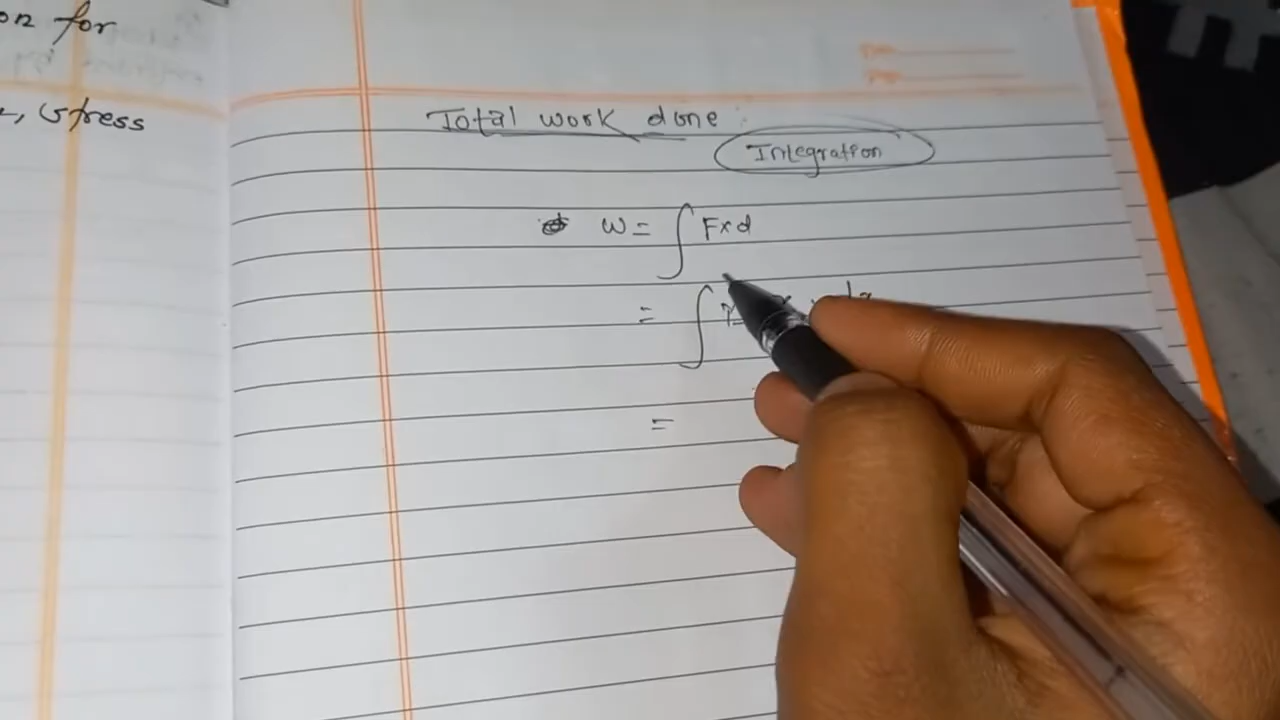 on for
, stress
Total work done
Integration
W = ∫ F x d
= ∫
=